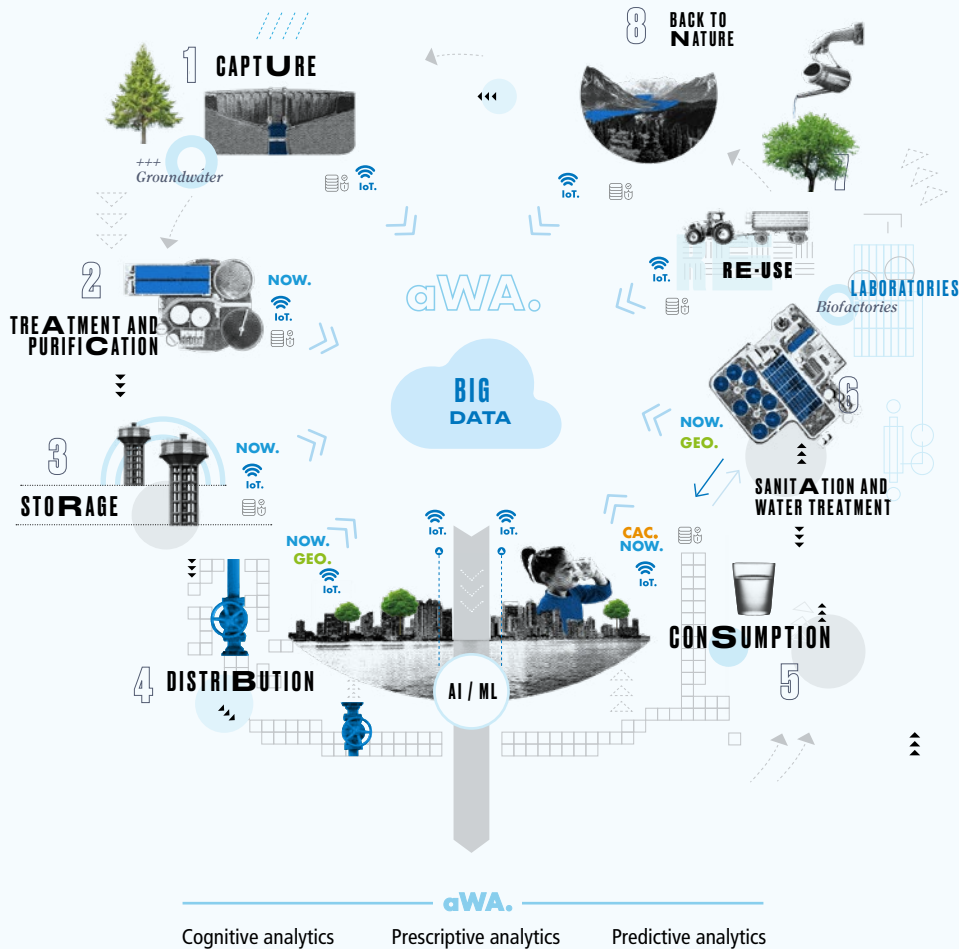 1
CAPTURE
+++
Groundwater
IoT.
8
BACK TO
NATURE
IoT.
7
RE-USE
IoT.
2
TREATMENT AND
PURIFICATION
NOW.
IoT.
aWA.
BIG
DATA
LABORATORIES
Biofactories
6
NOW.
GEO.
SANITATION AND
WATER TREATMENT
3
STORAGE
NOW.
IoT.
NOW.
GEO.
IoT.
IoT.
IoT.
CAC.
NOW.
IoT.
4
DISTRIBUTION
AI / ML
CONSUMPTION
5
aWA.
Cognitive analytics
Prescriptive analytics
Predictive analytics